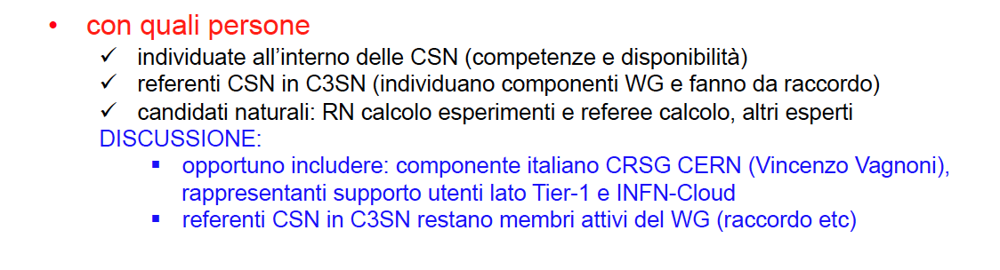 • con quali persone
✓ individuate all'interno delle CSN (competenze e disponibilità)
✓ referenti CSN in C3SN (individuano componenti WG e fanno da raccordo)
✓ candidati naturali: RN calcolo esperimenti e referee calcolo, altri esperti
DISCUSSIONE:
▪ opportuno includere: componente italiano CRSG CERN (Vincenzo Vagnoni),
rappresentanti supporto utenti lato Tier-1 e INFN-Cloud
▪ referenti CSN in C3SN restano membri attivi del WG (raccordo etc)